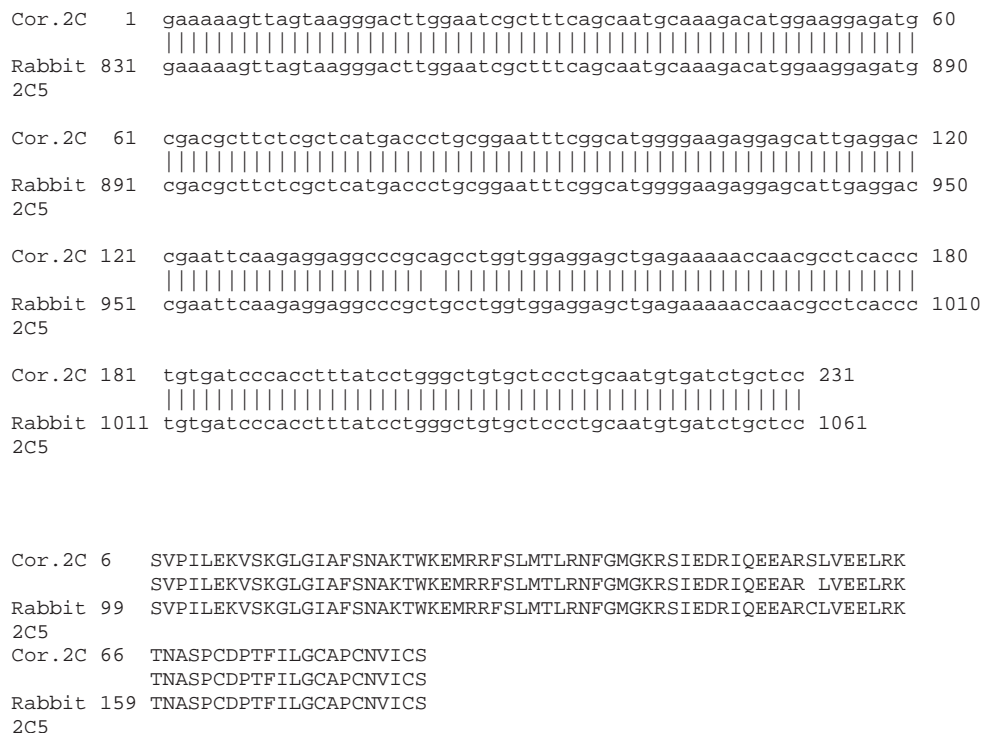 Cor.2C 1 gaaaaagttagtaagggacttggaatcgctttcagcaatgcaaagacatggaaggagatg 60
||||||||||||||||||||||||||||||||||||||||||||||||||||||||||||
Rabbit 831 gaaaaagttagtaagggacttggaatcgctttcagcaatgcaaagacatggaaggagatg 890
2C5
Cor.2C 61 cgacgcttctcgctcatgaccctgcggaatttcggcatggggaagaggagcattgaggac 120
||||||||||||||||||||||||||||||||||||||||||||||||||||||||||||
Rabbit 891 cgacgcttctcgctcatgaccctgcggaatttcggcatggggaagaggagcattgaggac 950
2C5
Cor.2C 121 cgaattcaagaggaggcccgcagcctggtggaggagctgagaaaaaccaacgcctcaccc 180
||||||||||||||||||||| ||||||||||||||||||||||||||||||||||||||
Rabbit 951 cgaattcaagaggaggcccgctgcctggtggaggagctgagaaaaaccaacgcctcaccc 1010
2C5
Cor.2C 181 tgtgatcccacctttatcctgggctgtgctccctgcaatgtgatctgctcc 231
|||||||||||||||||||||||||||||||||||||||||||||||||||
Rabbit 1011 tgtgatcccacctttatcctgggctgtgctccctgcaatgtgatctgctcc 1061
2C5
Cor.2C 6 SVPILEKVSKGLGIAFSNAKTWKEMRRFSLMTLRNFGMGKRSIEDRIQEEARSLVEELRK
SVPILEKVSKGLGIAFSNAKTWKEMRRFSLMTLRNFGMGKRSIEDRIQEEAR LVEELRK
Rabbit 99 SVPILEKVSKGLGIAFSNAKTWKEMRRFSLMTLRNFGMGKRSIEDRIQEEARCLVEELRK
2C5
Cor.2C 66 TNASPCDPTFILGCAPCNVICS
TNASPCDPTFILGCAPCNVICS
Rabbit 159 TNASPCDPTFILGCAPCNVICS
2C5